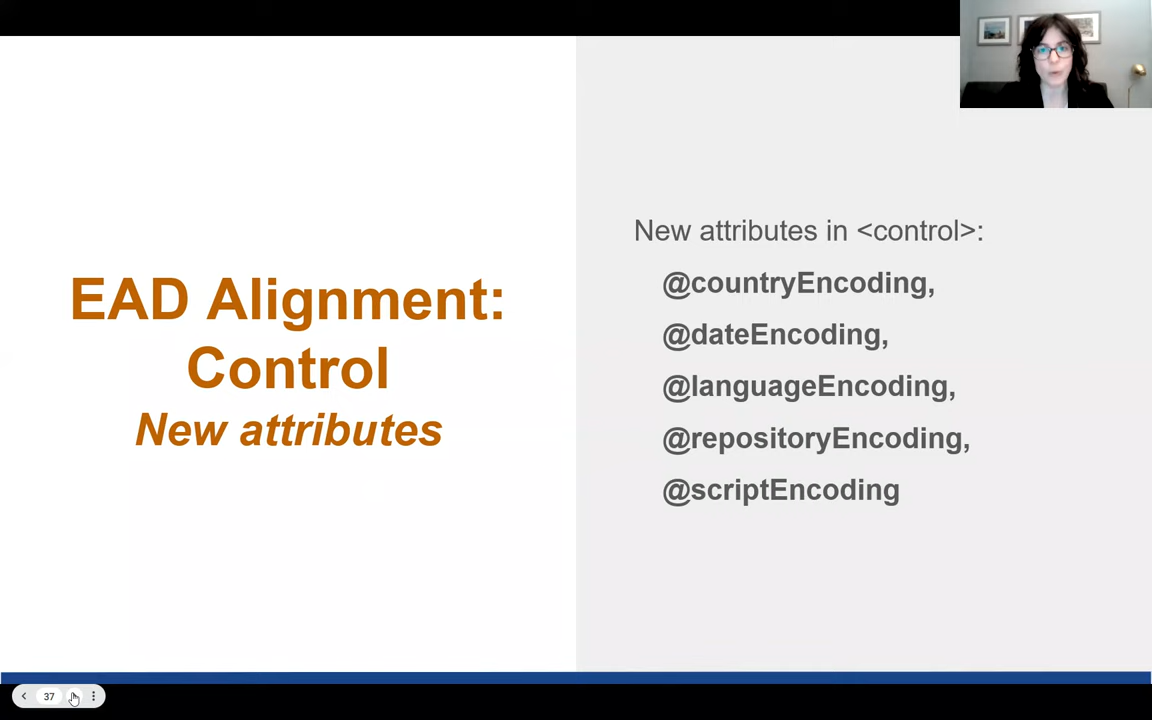 EAD Alignment:
Control
New attributes
New attributes in <control>:
@countryEncoding,
@dateEncoding,
@languageEncoding,
@repositoryEncoding,
@scriptEncoding
37